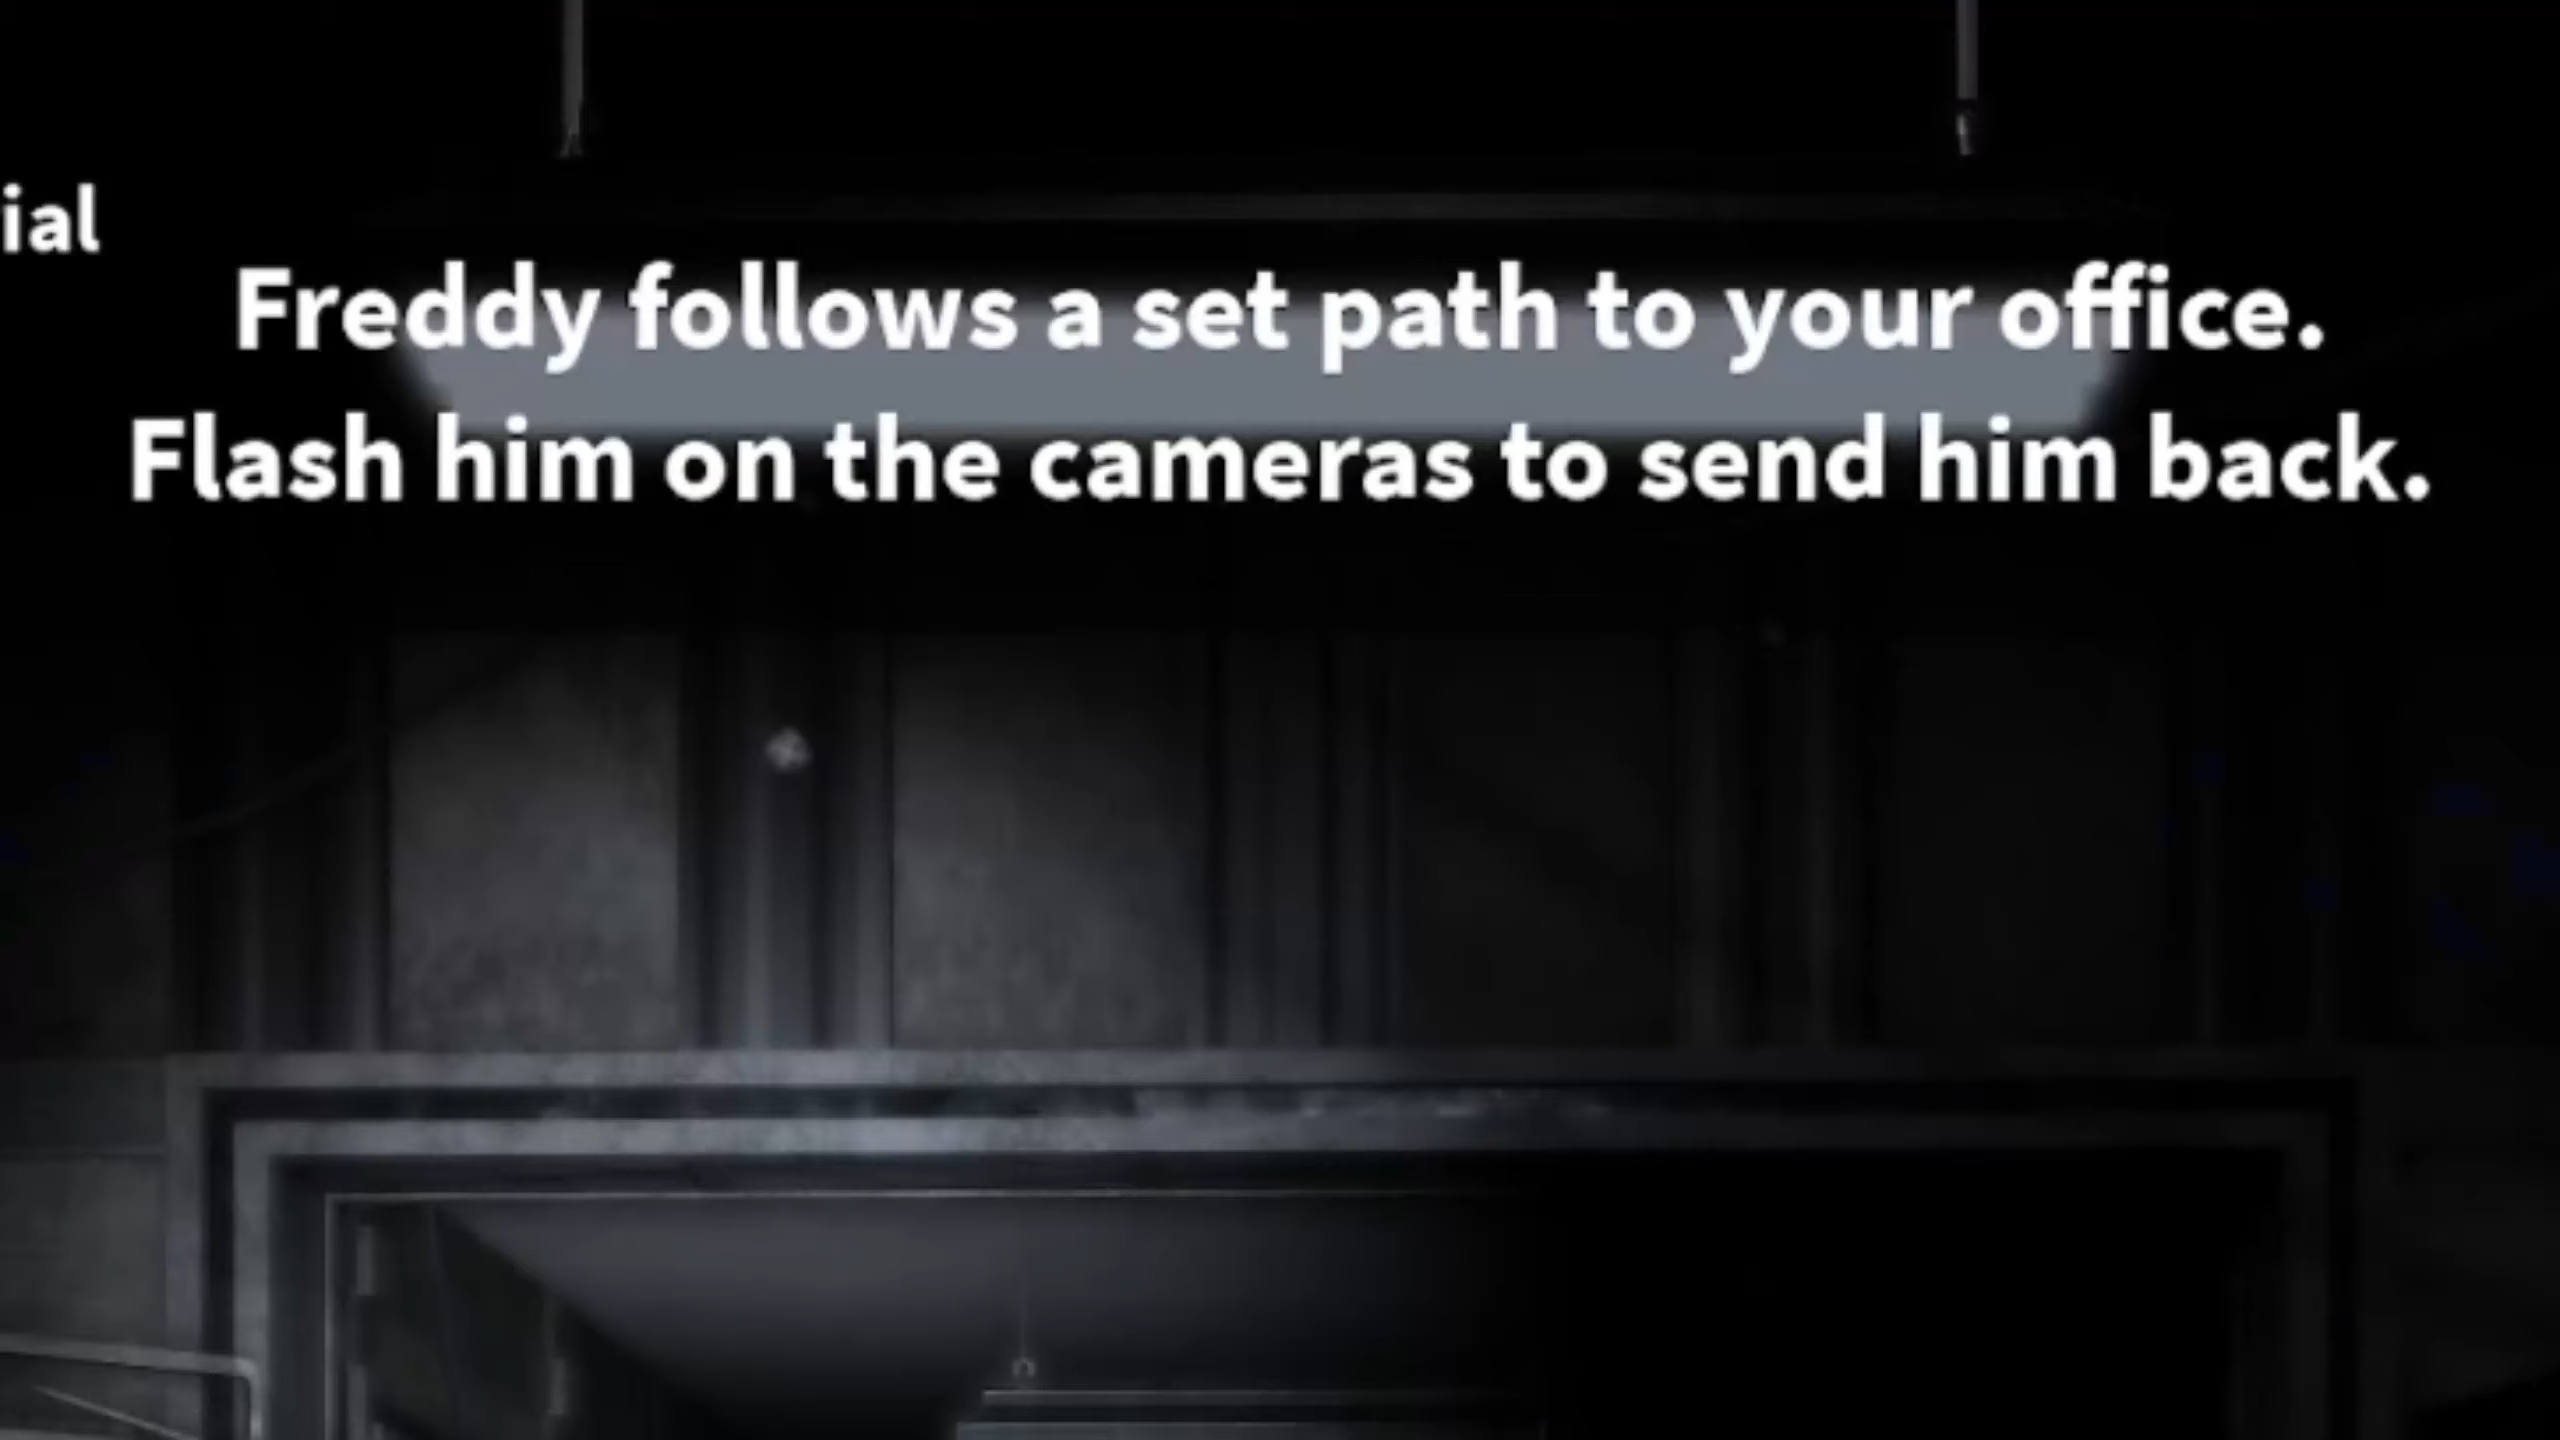 ial
Freddy follows a set path to your office.
Flash him on the cameras to send him back.